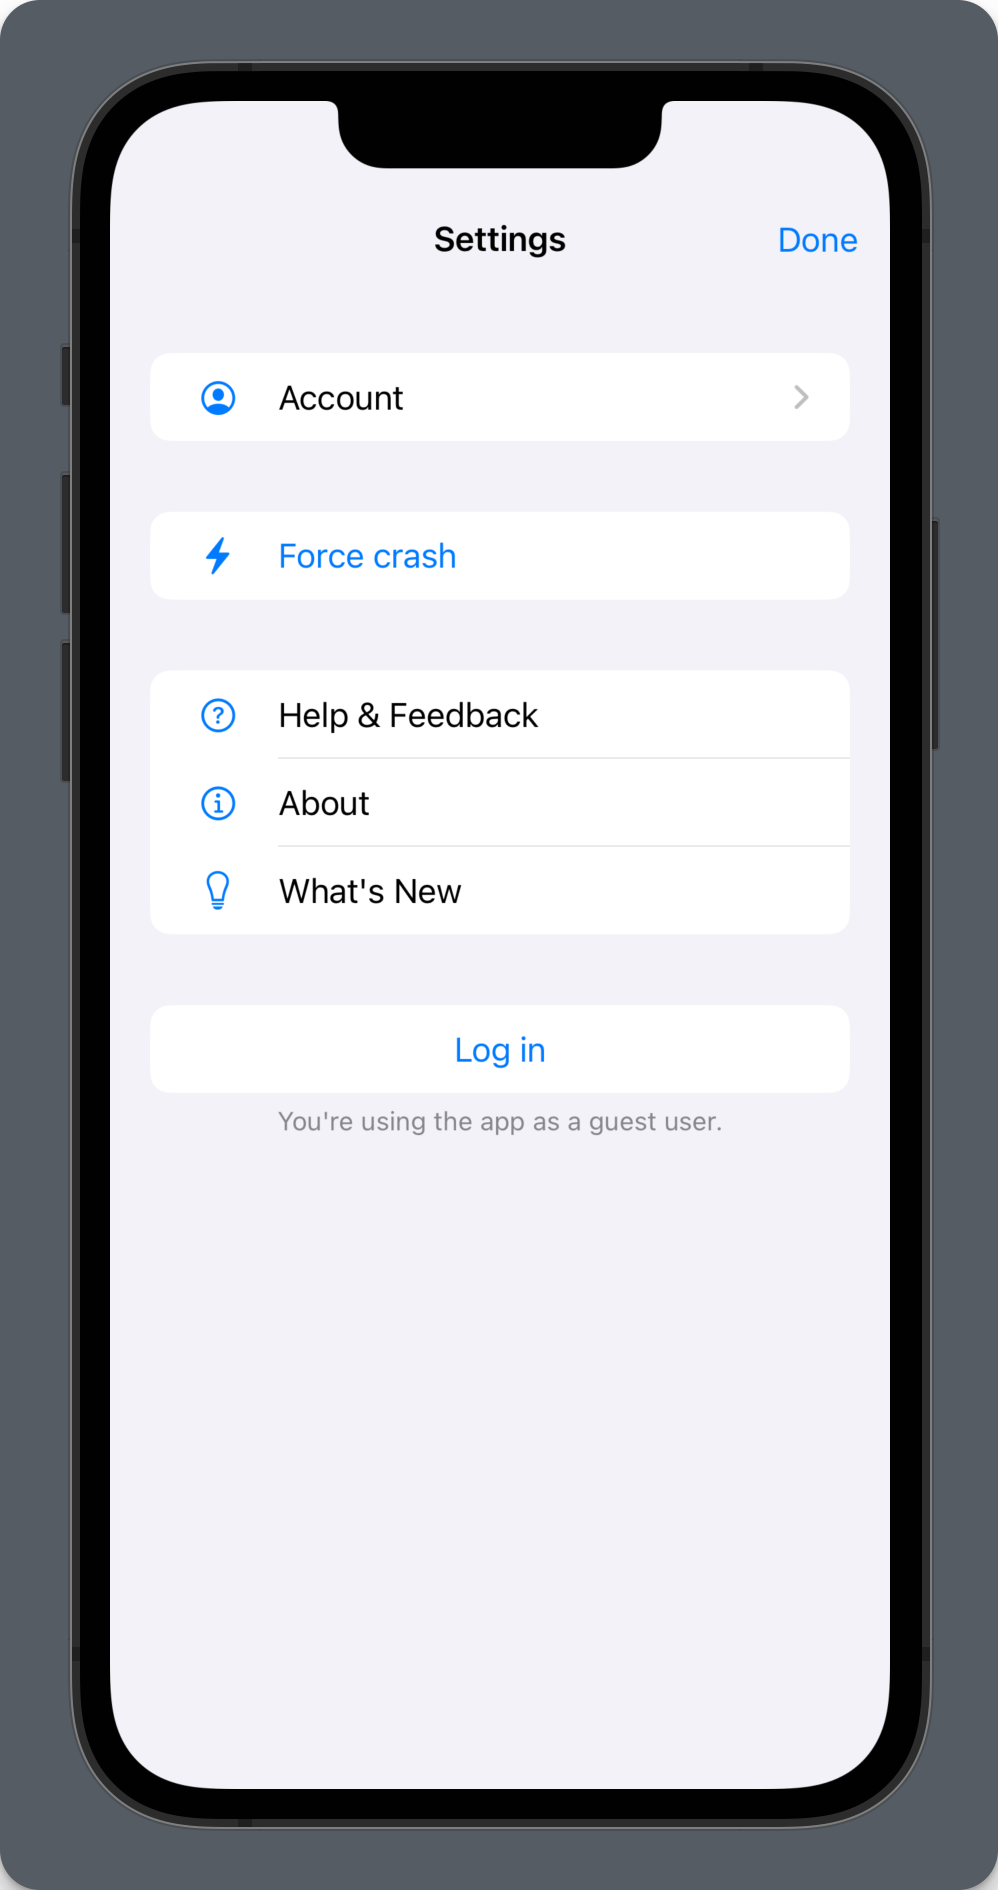 Settings
Done
Account
Force crash
Help & Feedback
About
What's New
Log in
You're using the app as a guest user.